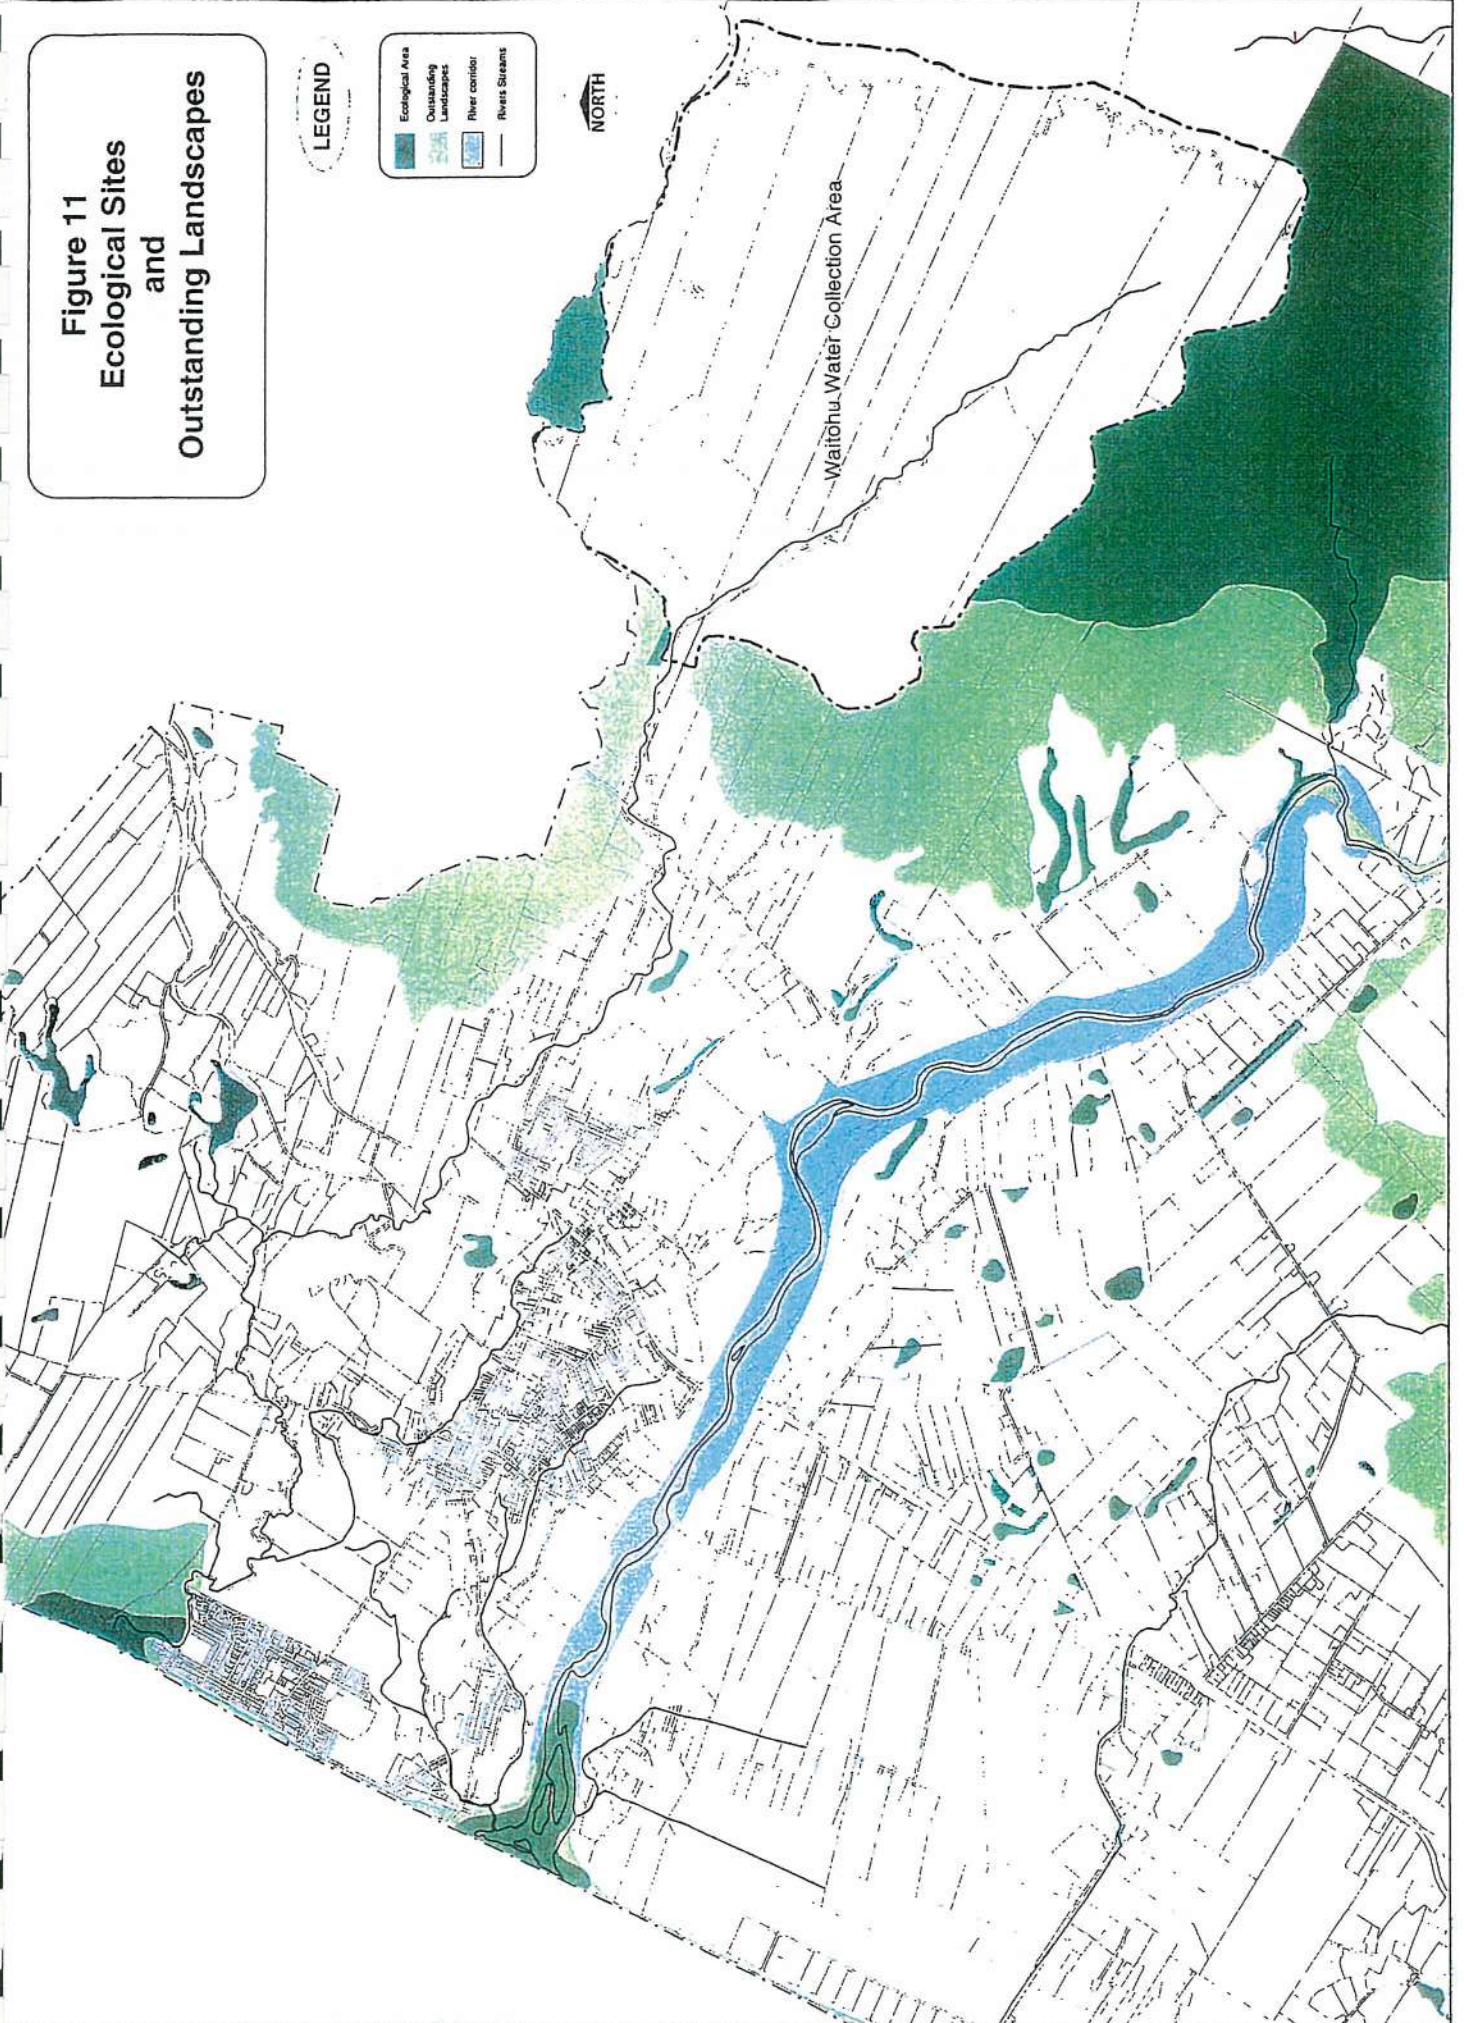 Figure 11
Ecological Sites
and
Outstanding Landscapes
LEGEND
Ecological Area
Outstanding
Landscapes
River corridor
Rivers Streams
NORTH
Waitohu Water Collection Area